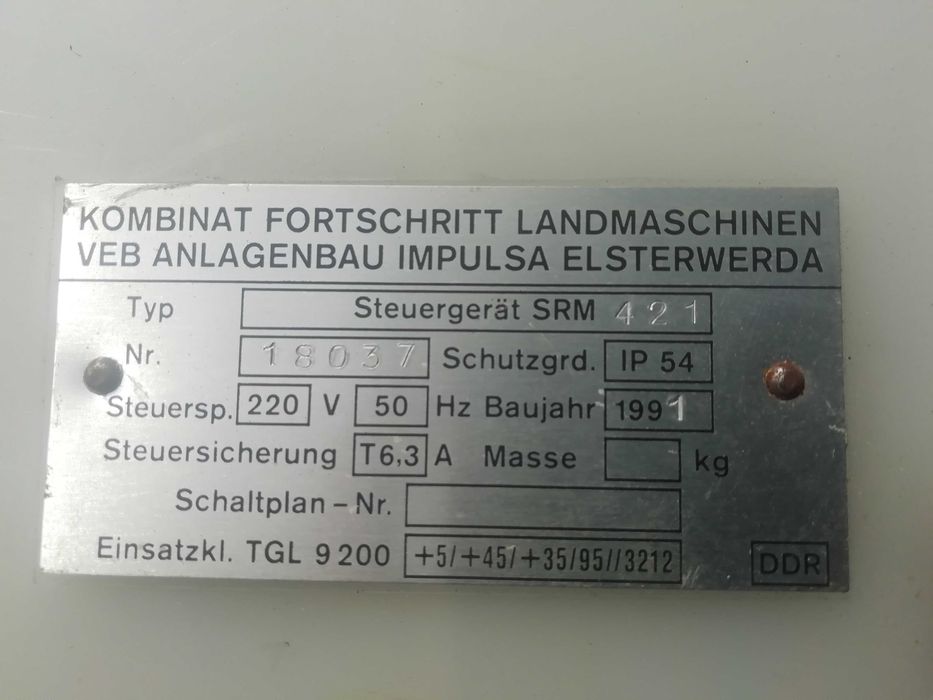 KOMBINAT FORTSCHRITT LANDMASCHINEN
VEB ANLAGENBAU IMPULSA ELSTERWERDA
Typ Steuergerät SRM 421
Nr. 18037 Schutzgrd. IP 54
Steuersp. 220 V 50 Hz Baujahr 1991
Steuersicherung T6,3 A Masse kg
Schaltplan - Nr.
Einsatzkl. TGL 9200 +5/+45/+35/95//3212 DDR